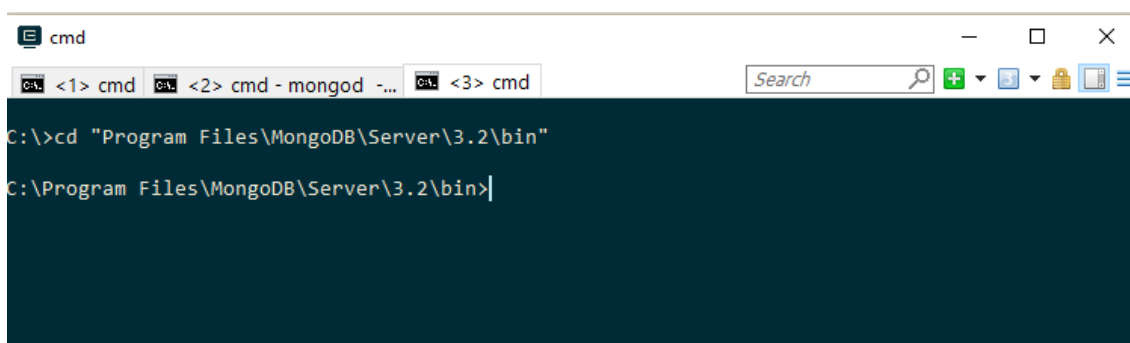 cmd
<1> cmd <2> cmd - mongod -... <3> cmd Search
C:\>cd "Program Files\MongoDB\Server\3.2\bin"
C:\Program Files\MongoDB\Server\3.2\bin>